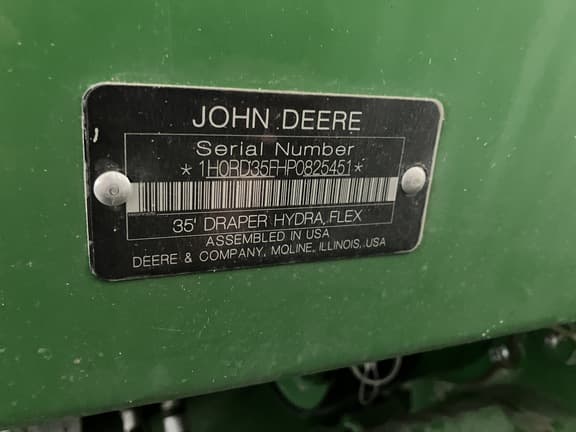 JOHN DEERE
Serial Number
*1H0RD35FHP0825451*
35' DRAPER HYDRA FLEX
ASSEMBLED IN USA
DEERE & COMPANY, MOLINE, ILLINOIS, USA